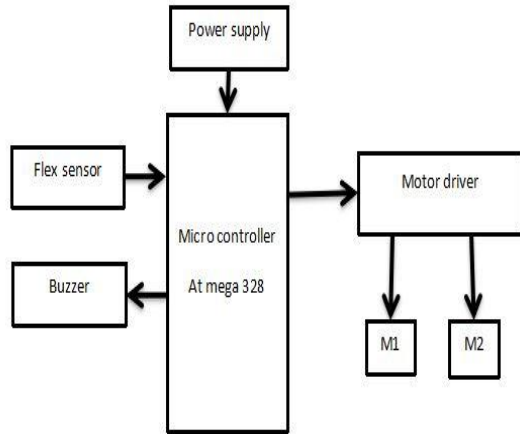 Power supply
Flex sensor
Motor driver
Micro controller
At mega 328
Buzzer
M1
M2